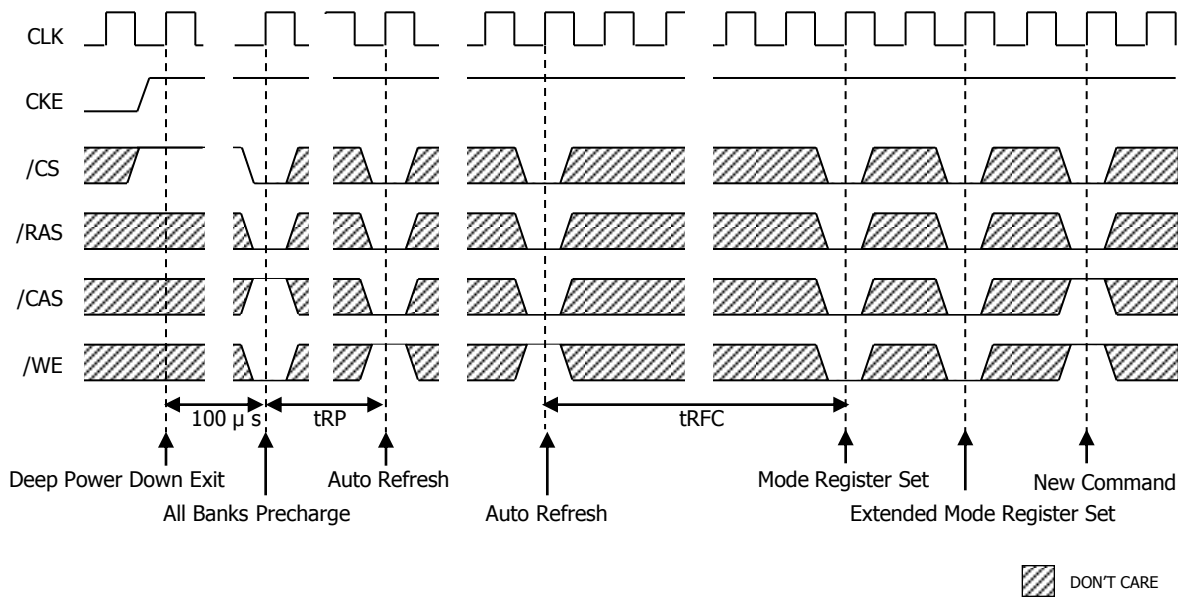 CLK
CKE
/CS
/RAS
/CAS
/WE
100 μ s
tRP
tRFC
Deep Power Down Exit
Auto Refresh
Mode Register Set
New Command
All Banks Precharge
Auto Refresh
Extended Mode Register Set
DON'T CARE